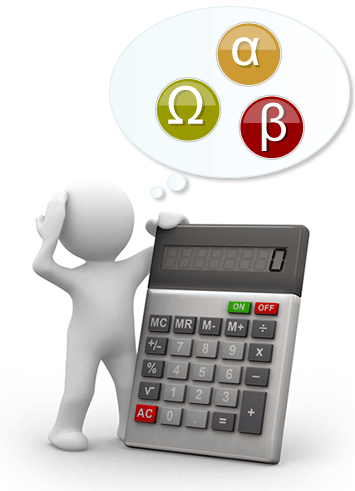 α
Ω β
0
ON OFF
MC MR M- M+ ÷
+/- 7 8 9 x
% 4 5 6 −
√ 1 2 3 +
AC 0 . =